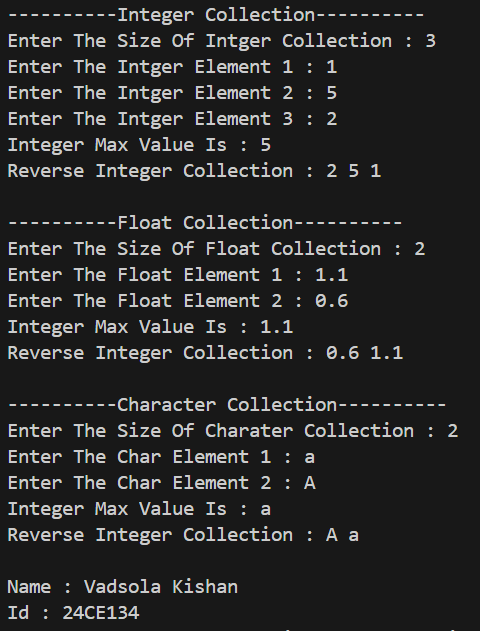 ----------Integer Collection----------
Enter The Size Of Intger Collection : 3
Enter The Intger Element 1 : 1
Enter The Intger Element 2 : 5
Enter The Intger Element 3 : 2
Integer Max Value Is : 5
Reverse Integer Collection : 2 5 1

----------Float Collection----------
Enter The Size Of Float Collection : 2
Enter The Float Element 1 : 1.1
Enter The Float Element 2 : 0.6
Integer Max Value Is : 1.1
Reverse Integer Collection : 0.6 1.1

----------Character Collection----------
Enter The Size Of Charater Collection : 2
Enter The Char Element 1 : a
Enter The Char Element 2 : A
Integer Max Value Is : a
Reverse Integer Collection : A a

Name : Vadsola Kishan
Id : 24CE134